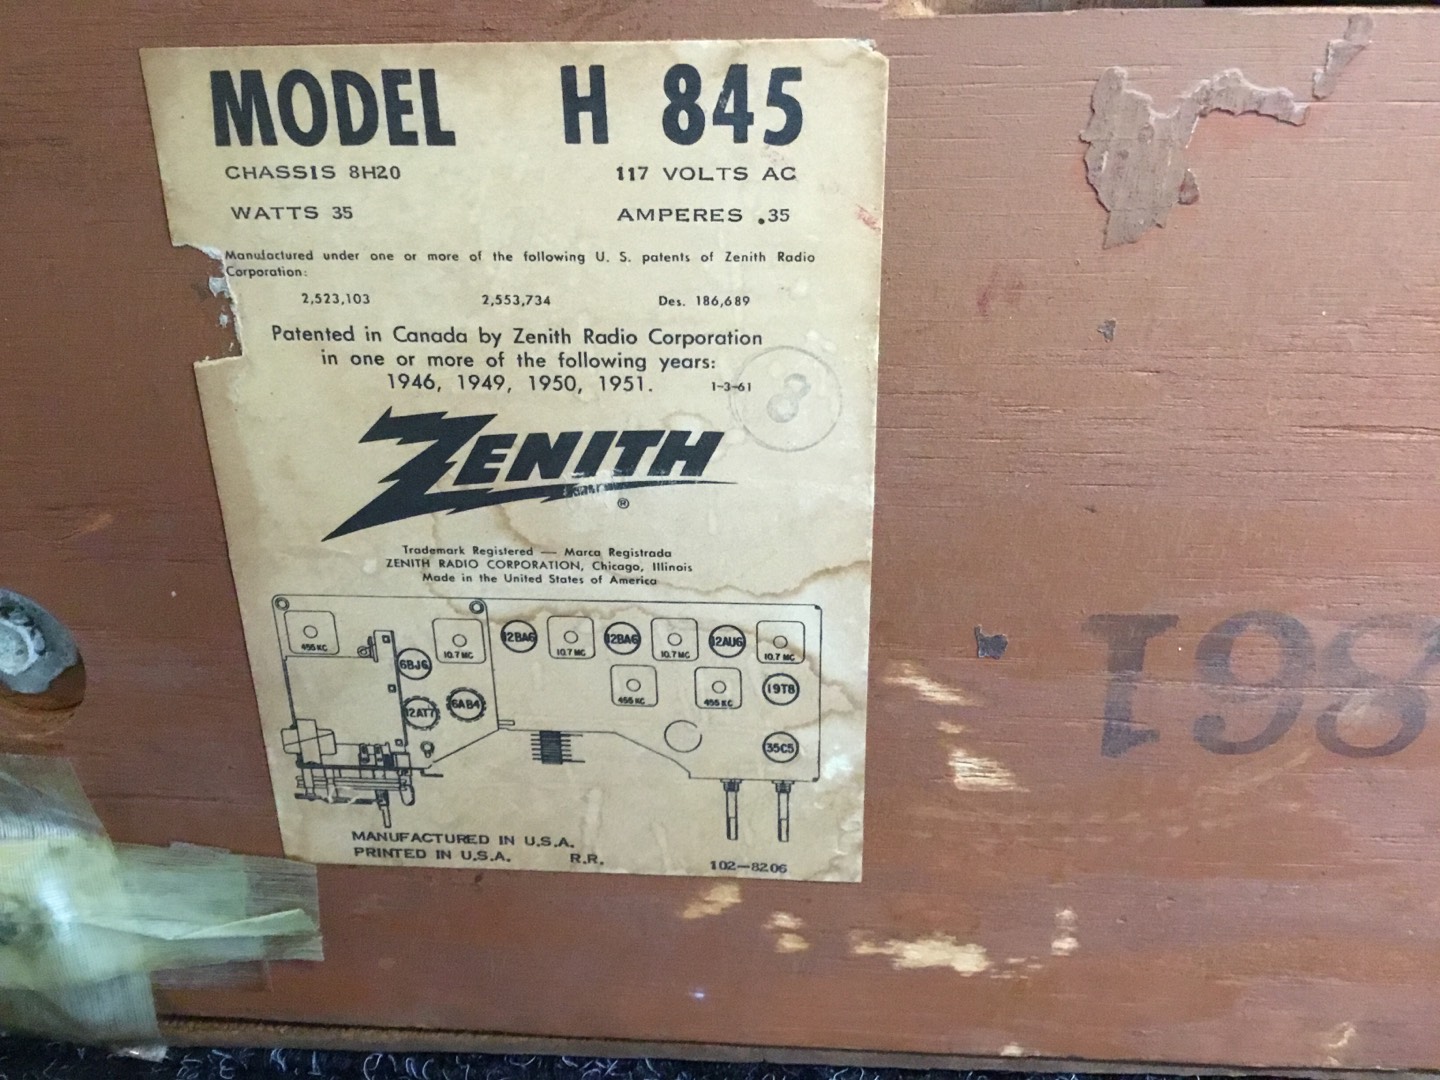 MODEL H 845
CHASSIS 8H20 117 VOLTS AC
WATTS 35 AMPERES .35
Manufactured under one or more of the following U. S. patents of Zenith Radio
Corporation:
2,523,103 2,553,734 Des. 186,689
Patented in Canada by Zenith Radio Corporation
in one or more of the following years:
1946, 1949, 1950, 1951. 1-3-61
8
ZENITH
®
Trademark Registered — Marca Registrada
ZENITH RADIO CORPORATION, Chicago, Illinois
Made in the United States of America
455 KC 10.7 MC 12BA6 10.7 MC 12BA6 10.7 MC 12AU6 10.7 MC
6BJ6
12AT7 6AB4 455 KC 455 KC 19T8
35C5
MANUFACTURED IN U.S.A.
PRINTED IN U.S.A. R.R. 102-8206
198